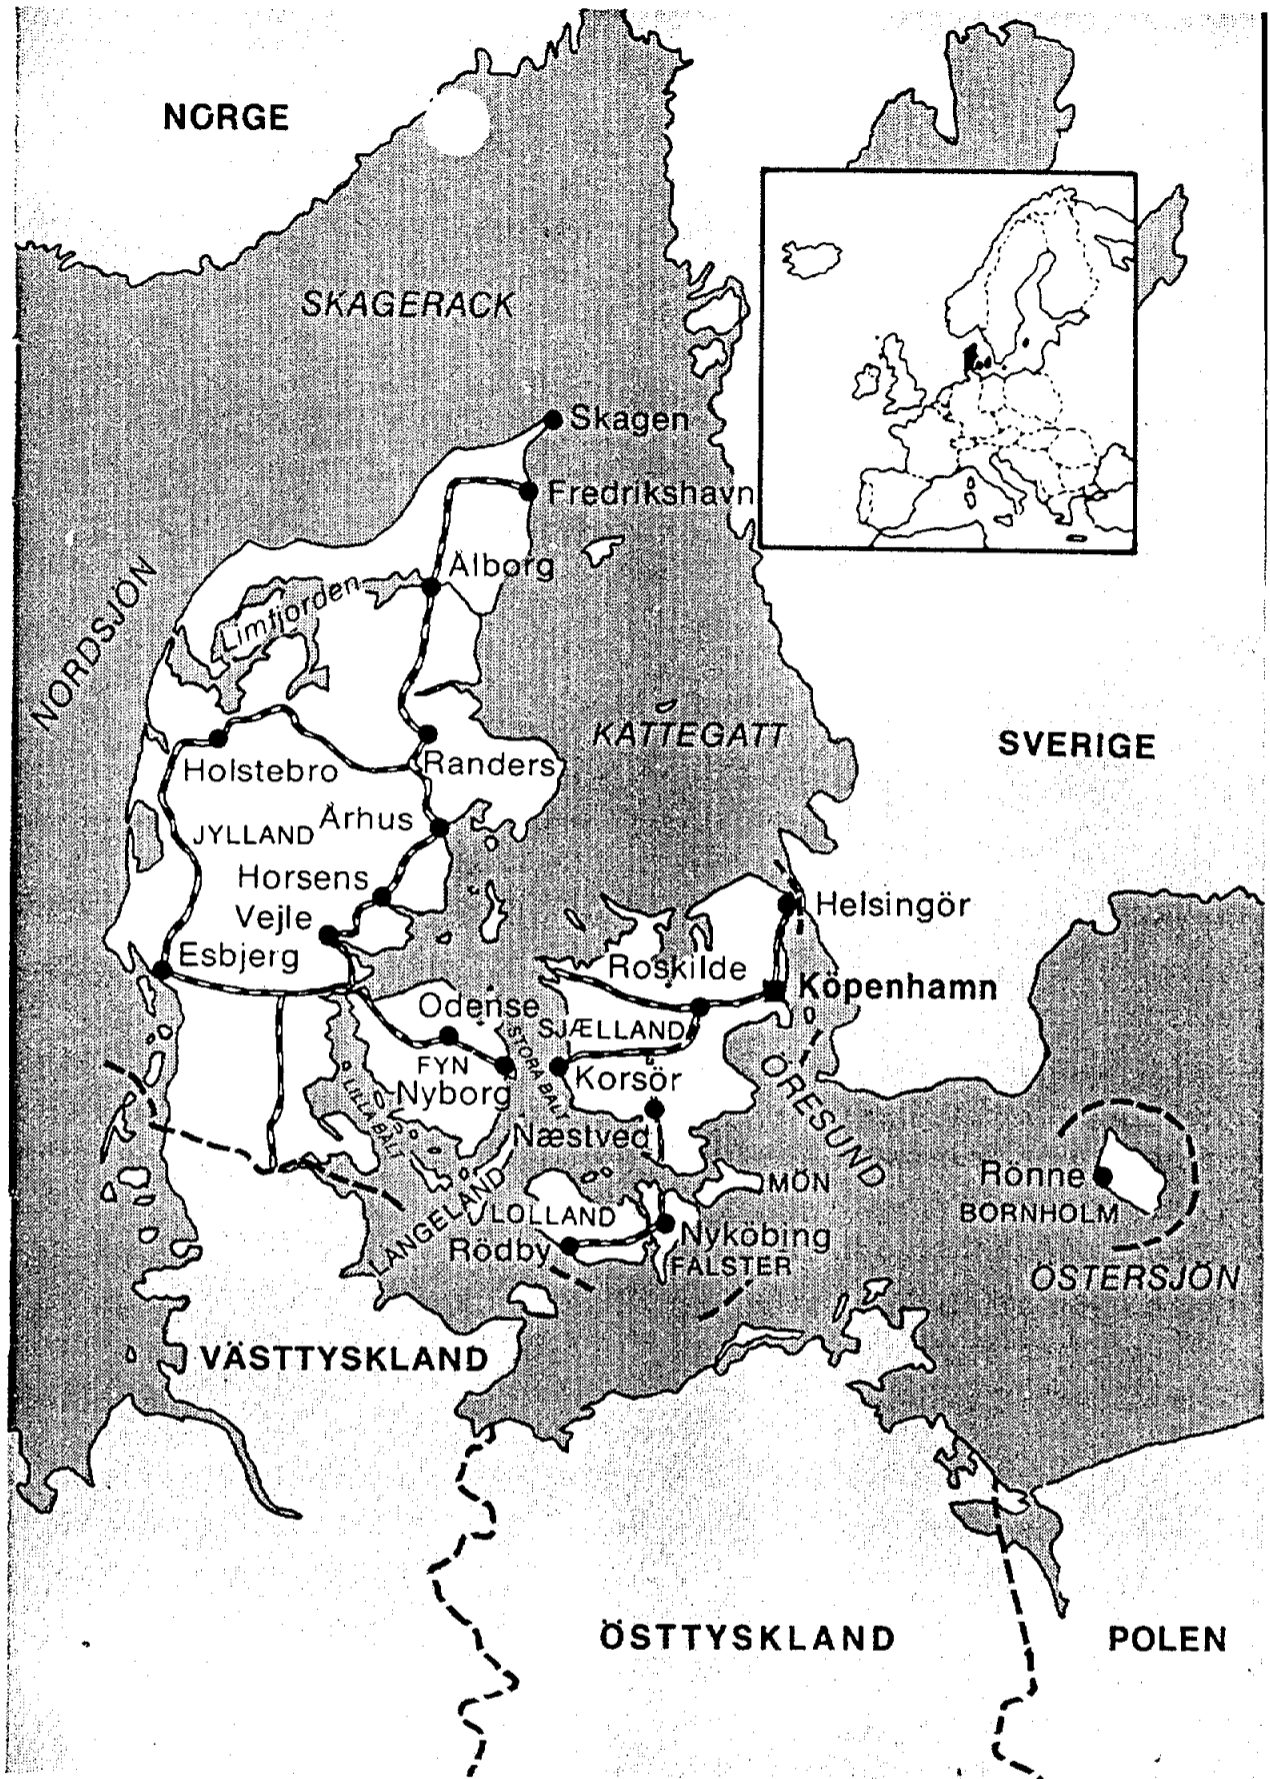 NORGE
SKAGERACK
Skagen
Fredrikshavn
Ålborg
NORDSJÖN
Limfjorden
KATTEGATT
SVERIGE
Holstebro
Randers
JYLLAND
Århus
Horsens
Helsingör
Vejle
Esbjerg
Roskilde
Köpenhamn
Odense
SJÆLLAND
STORA BÄLT
FYN
Korsör
Nyborg
LILLA BÄLT
ÖRESUND
Næstved
Rönne
MÖN
BORNHOLM
LANGELAND
LOLLAND
Nyköbing
Rödby
FALSTER
ÖSTERSJÖN
VÄSTTYSKLAND
ÖSTTYSKLAND
POLEN